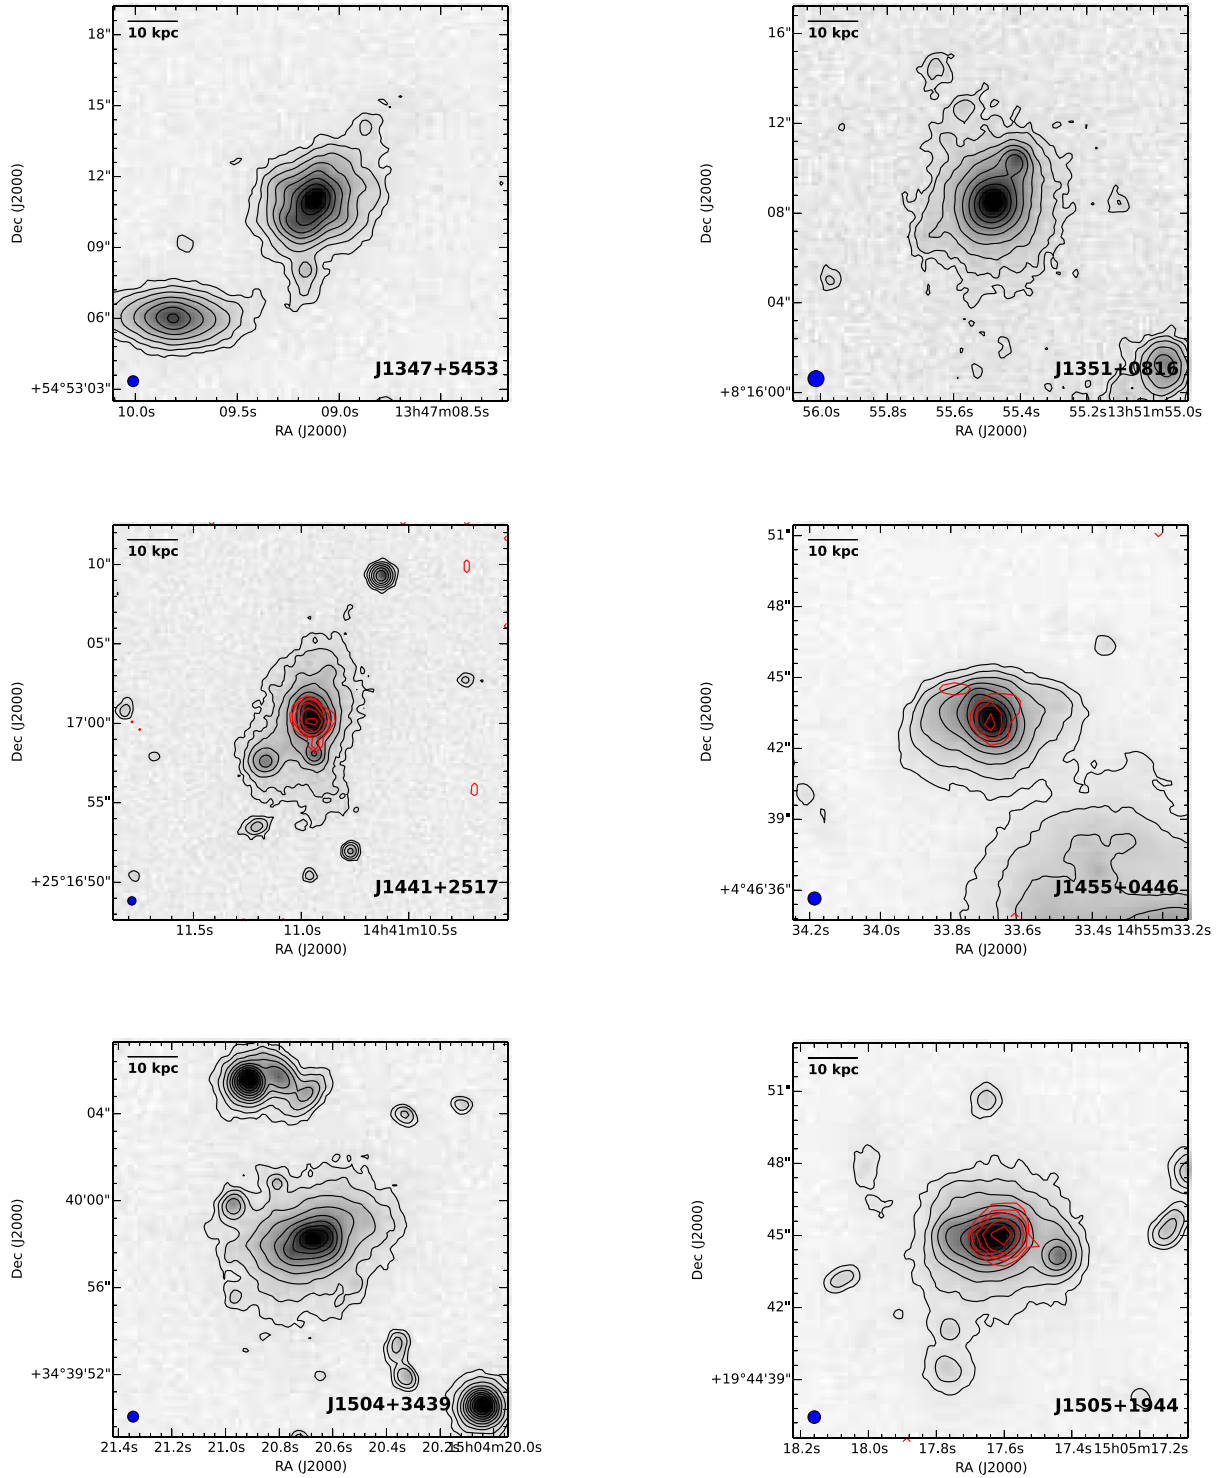 10 kpc
18"
15"
12"
09"
06"
+54°53'03"
Dec (J2000)
J1347+5453
10.0s 09.5s 09.0s 13h47m08.5s
RA (J2000)
10 kpc
16"
12"
08"
04"
+8°16'00"
Dec (J2000)
J1351+0816
56.0s 55.8s 55.6s 55.4s 55.2s 13h51m55.0s
RA (J2000)
10 kpc
10"
05"
17'00"
55"
+25°16'50"
Dec (J2000)
J1441+2517
11.5s 11.0s 14h41m10.5s
RA (J2000)
10 kpc
51"
48"
45"
42"
39"
+4°46'36"
Dec (J2000)
J1455+0446
34.2s 34.0s 33.8s 33.6s 33.4s 14h55m33.2s
RA (J2000)
10 kpc
04"
40'00"
56"
+34°39'52"
Dec (J2000)
J1504+3439
21.4s 21.2s 21.0s 20.8s 20.6s 20.2s 15h04m20.0s
RA (J2000)
10 kpc
51"
48"
45"
42"
+19°44'39"
Dec (J2000)
J1505+1944
18.2s 18.0s 17.8s 17.6s 17.4s 15h05m17.2s
RA (J2000)